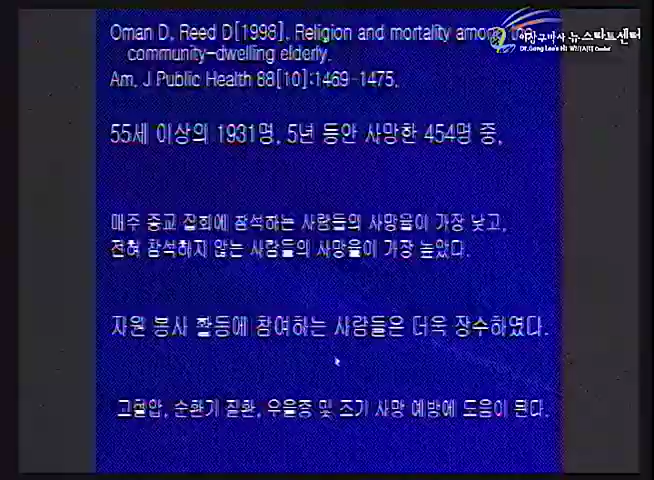 Oman D, Reed D[1998]. Religion and mortality among the
community-dwelling elderly.
Am. J Public Health 88[10]:1469-1475.
이상구박사 뉴스타트센터
55세 이상의 1931명, 5년 동안 사망한 454명 중,
매주 종교 집회에 참석하는 사람들의 사망율이 가장 낮고,
전혀 참석하지 않는 사람들의 사망율이 가장 높았다.
자원 봉사 활동에 참여하는 사람들은 더욱 장수하였다.
고혈압, 순환기 질환, 우울증 및 조기 사망 예방에 도음이 된다.